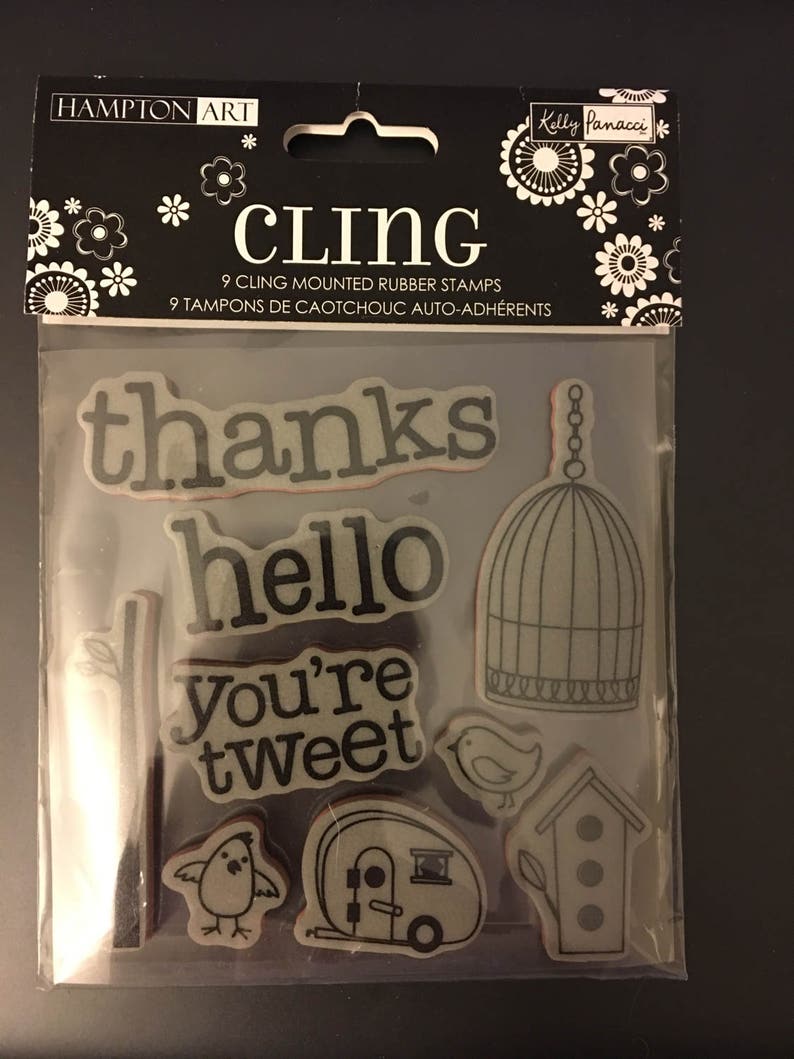 HAMPTON ART
Kelly Panacci
CLING
9 CLING MOUNTED RUBBER STAMPS
9 TAMPONS DE CAOTCHOUC AUTO-ADHÉRENTS
thanks
hello
you're
tweet